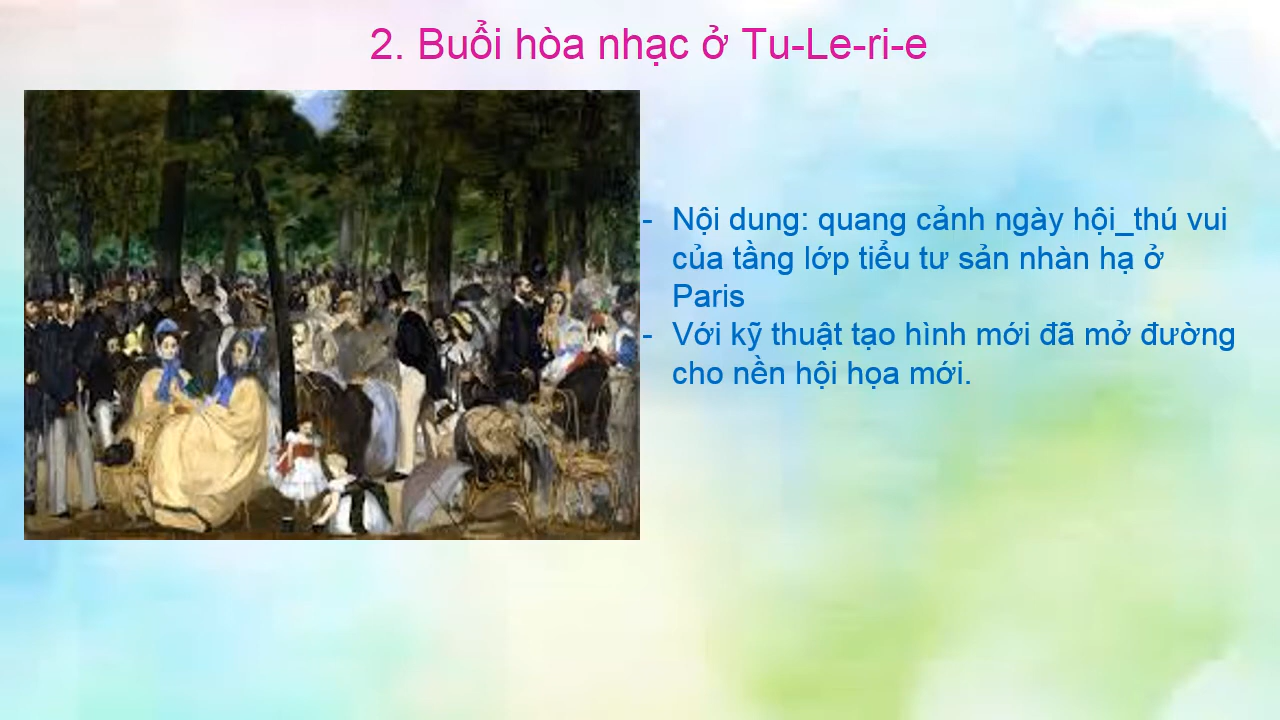 2. Buổi hòa nhạc ở Tu-Le-ri-e
- Nội dung: quang cảnh ngày hội_thú vui
của tầng lớp tiểu tư sản nhàn hạ ở
Paris
- Với kỹ thuật tạo hình mới đã mở đường
cho nền hội họa mới.